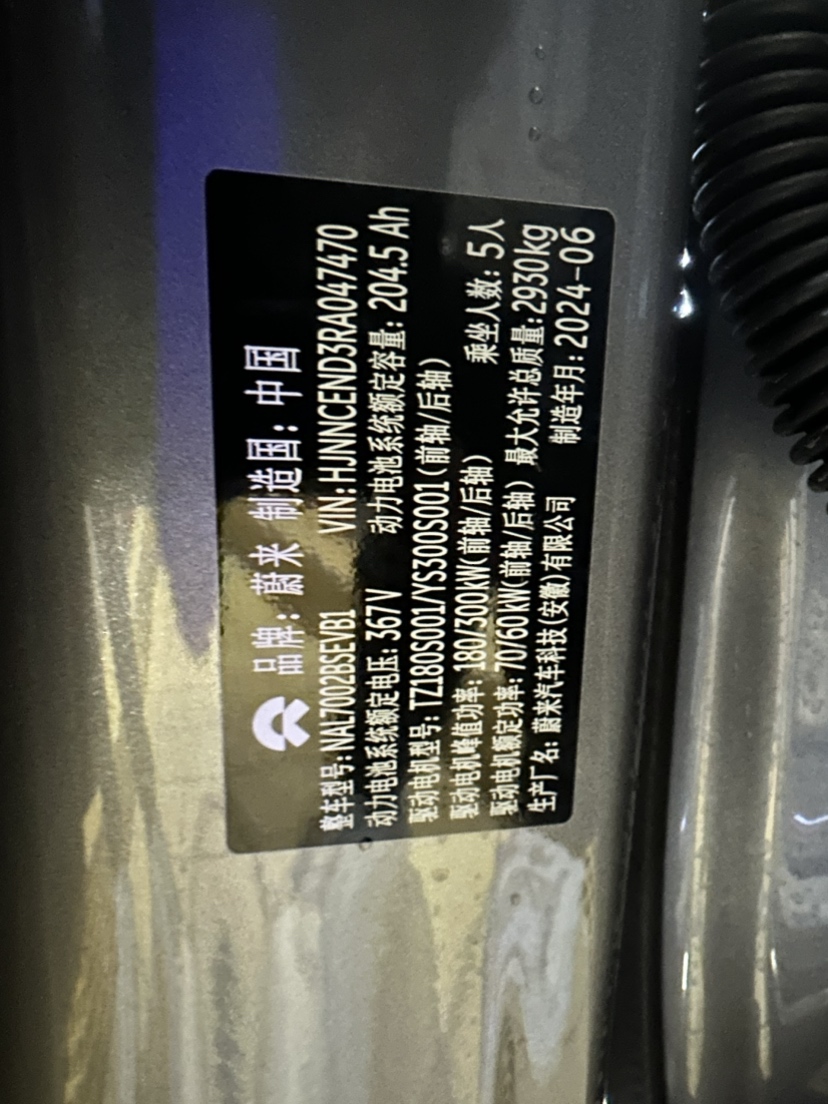 品牌: 蔚来 制造国: 中国
整车型号: NAL7002BSEVB1 VIN: HJNNCEND3RA047470
动力电池系统额定电压: 367V 动力电池系统额定容量: 204.5 Ah
驱动电机型号: TZ180S001/YS300S001(前轴/后轴)
驱动电机峰值功率: 180/300kW(前轴/后轴) 乘坐人数: 5人
驱动电机额定功率: 70/60kW(前轴/后轴) 最大允许总质量: 2930kg
生产厂名: 蔚来汽车科技(安徽)有限公司 制造年月: 2024-06